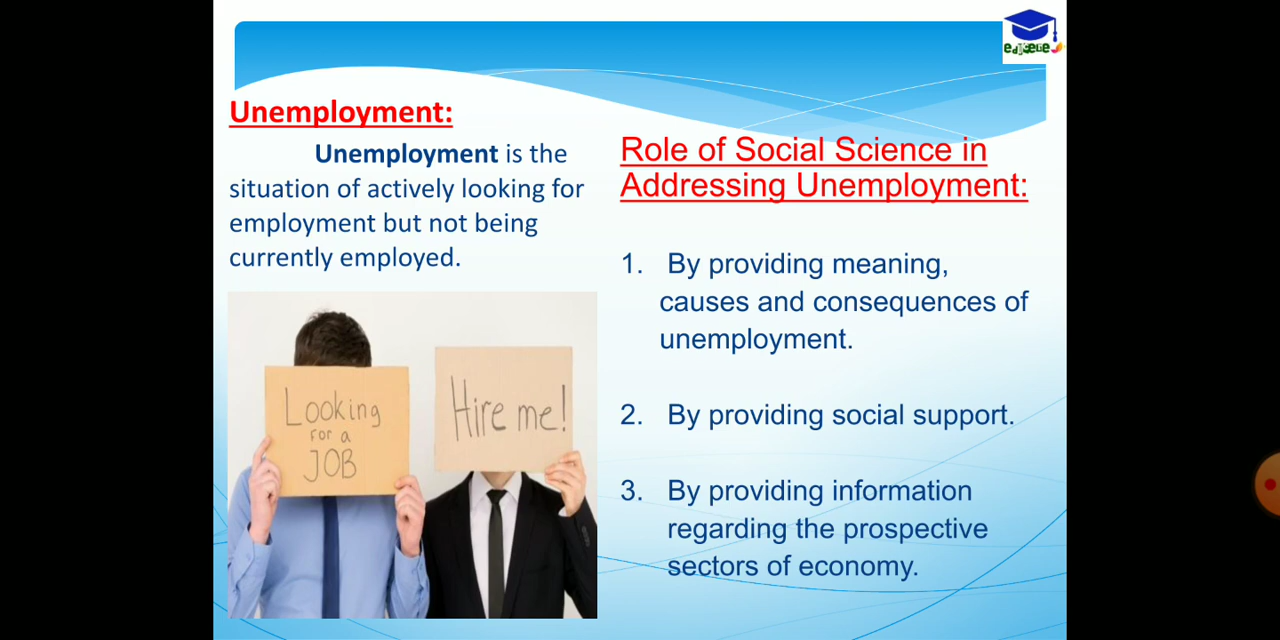 Unemployment:
Unemployment is the
situation of actively looking for
employment but not being
currently employed.
Looking
for a
JOB
Hire me!
Role of Social Science in
Addressing Unemployment:
1. By providing meaning,
causes and consequences of
unemployment.
2. By providing social support.
3. By providing information
regarding the prospective
sectors of economy.